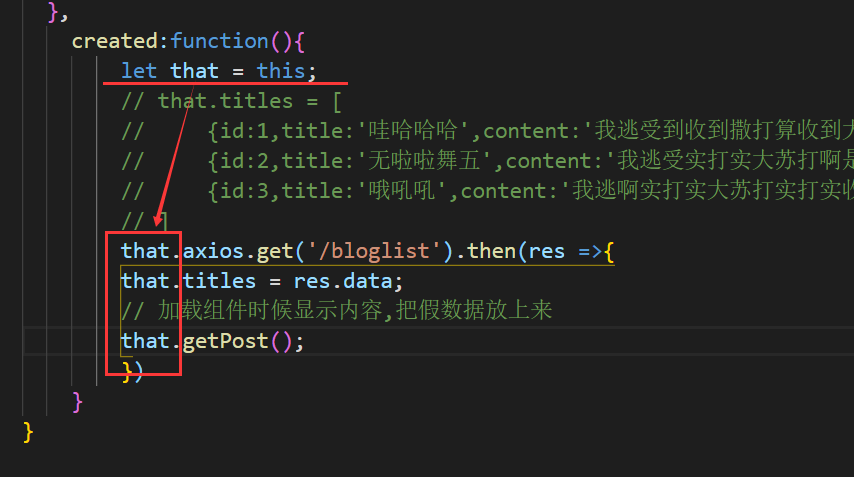 },
created:function(){
let that = this;
// that.titles = [
// {id:1,title:'哇哈哈哈',content:'我逃受到收到撒打算收到大
// {id:2,title:'无啦啦舞五',content:'我逃受实打实大苏打啊是
// {id:3,title:'哦吼吼',content:'我逃啊实打实大苏打实打实收
// ]
that.axios.get('/bloglist').then(res =>{
that.titles = res.data;
// 加载组件时候显示内容,把假数据放上来
that.getPost();
})
}
}